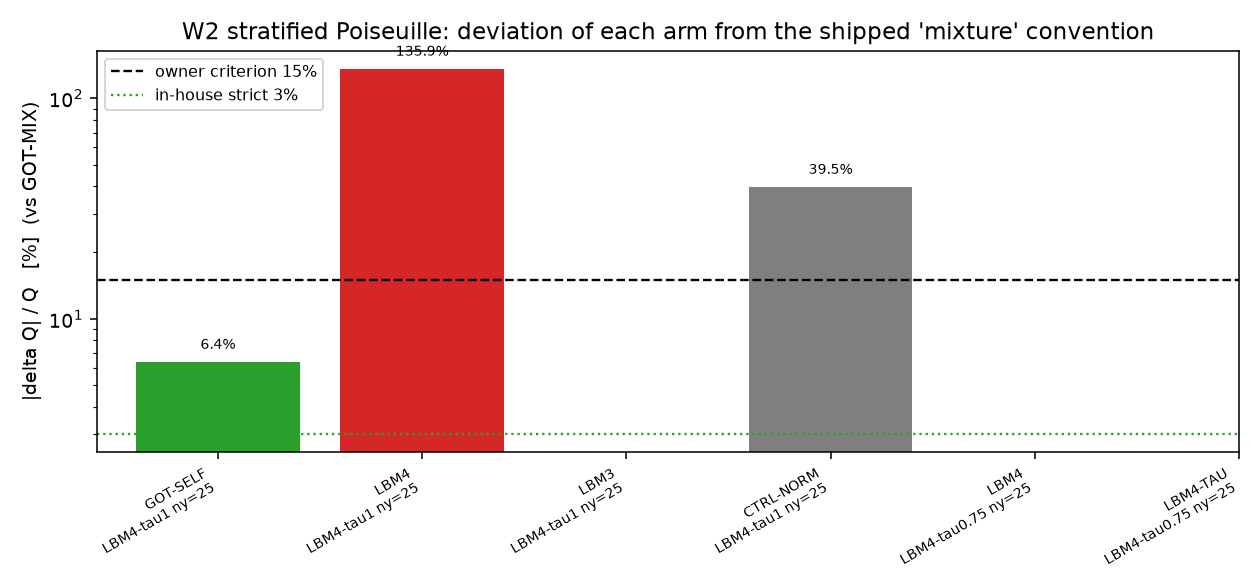 W2 stratified Poiseuille: deviation of each arm from the shipped 'mixture' convention
|delta Q| / Q   [%]  (vs GOT-MIX)
10²
10¹
owner criterion 15%
in-house strict 3%
6.4%
135.9%
39.5%
GOT-SELF
LBM4-tau1 ny=25
LBM4
LBM4-tau1 ny=25
LBM3
LBM4-tau1 ny=25
CTRL-NORM
LBM4-tau1 ny=25
LBM4
LBM4-tau0.75 ny=25
LBM4-TAU
LBM4-tau0.75 ny=25